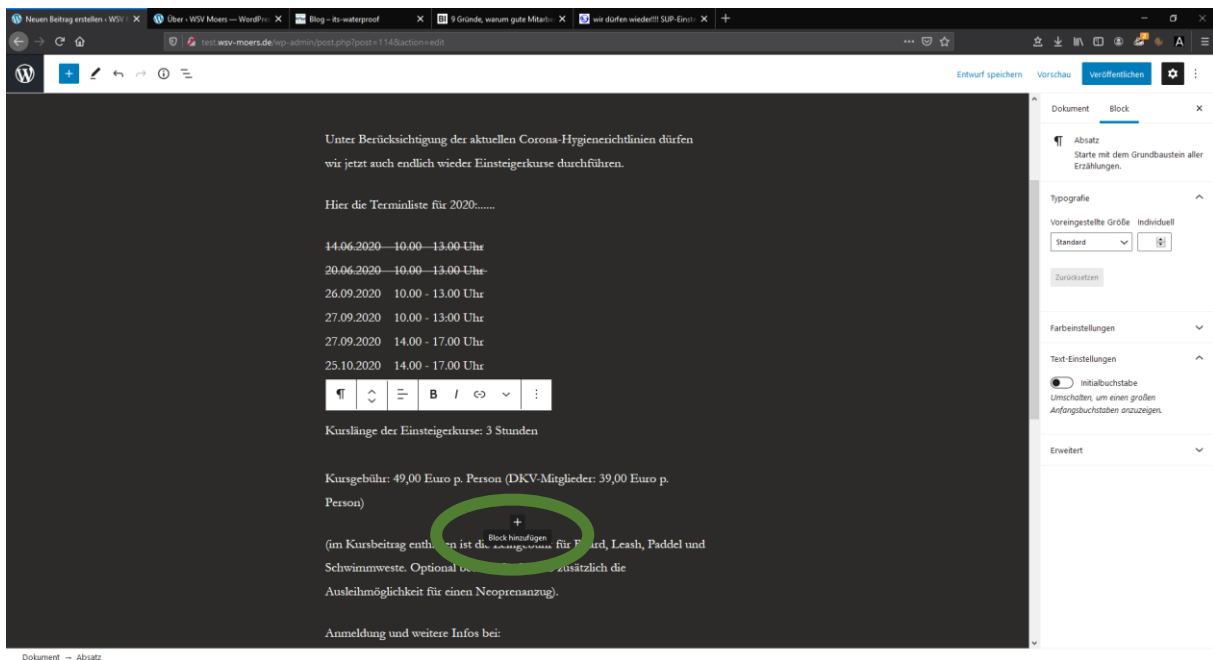 Neuen Beitrag erstellen ‹ WSV
Über ‹ WSV Moers — WordPre
Blog – its-waterproof
BI 9 Gründe, warum gute Mitarbe
wir dürfen wieder!!!! SUP-Einste
test.wsv-moers.de/wp-admin/post.php?post=114&action=edit
Entwurf speichern Vorschau Veröffentlichen
Dokument Block
Absatz
Starte mit dem Grundbaustein aller
Erzählungen.
Typografie
Voreingestellte Größe Individuell
Standard
Zurücksetzen
Farbeinstellungen
Text-Einstellungen
Initialbuchstabe
Umschalten, um einen großen
Anfangsbuchstaben anzuzeigen.
Erweitert
Unter Berücksichtigung der aktuellen Corona-Hygienerichtlinien dürfen
wir jetzt auch endlich wieder Einsteigerkurse durchführen.
Hier die Terminliste für 2020:......
14.06.2020 10.00 - 13.00 Uhr
20.06.2020 10.00 - 13.00 Uhr
26.09.2020 10.00 - 13.00 Uhr
27.09.2020 10.00 - 13:00 Uhr
27.09.2020 14.00 - 17.00 Uhr
25.10.2020 14.00 - 17.00 Uhr
B I
Kurslänge der Einsteigerkurse: 3 Stunden
Kursgebühr: 49,00 Euro p. Person (DKV-Mitglieder: 39,00 Euro p.
Person)
Block hinzufügen
(im Kursbeitrag ist die für Leash, Paddel und
Schwimmweste. zusätzlich die
Ausleihmöglichkeit für einen Neoprenanzug).
Anmeldung und weitere Infos bei:
Dokument → Absatz